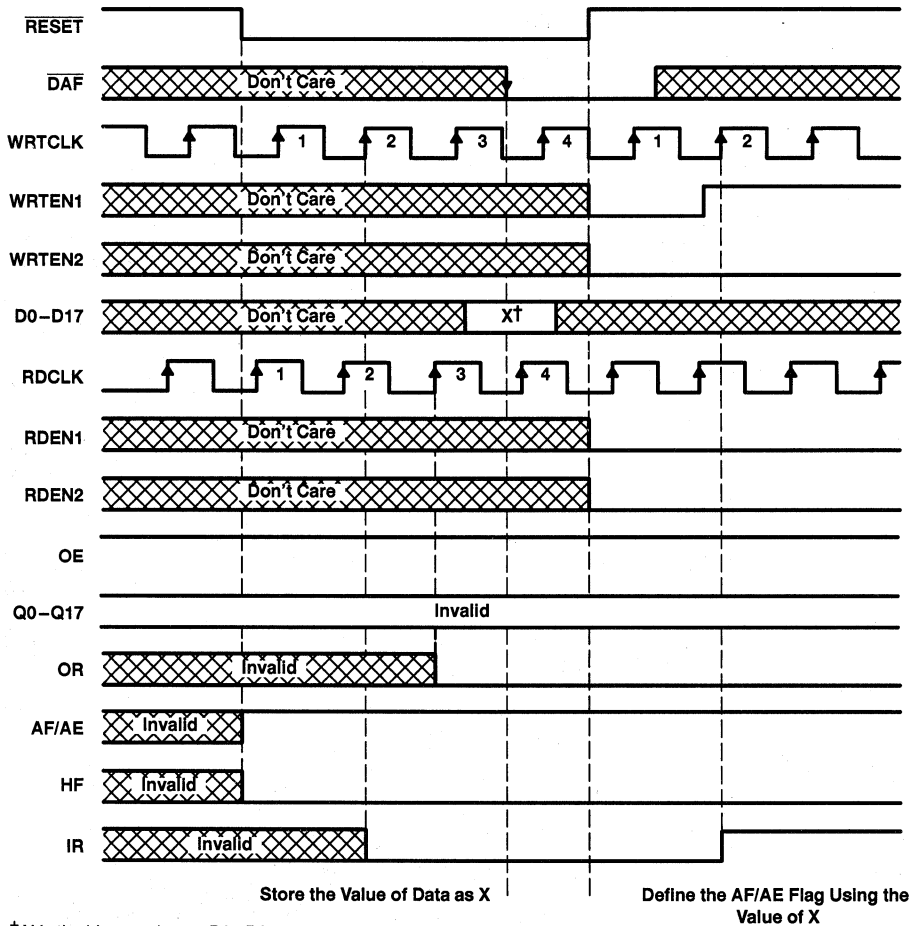 RESET
DAF
Don't Care
WRTCLK
1 2 3 4 1 2
WRTEN1
Don't Care
WRTEN2
Don't Care
D0–D17
Don't Care
X†
RDCLK
1 2 3 4
RDEN1
Don't Care
RDEN2
Don't Care
OE
Q0–Q17
Invalid
OR
Invalid
AF/AE
Invalid
HF
Invalid
IR
Invalid
Store the Value of Data as X
Define the AF/AE Flag Using the
Value of X